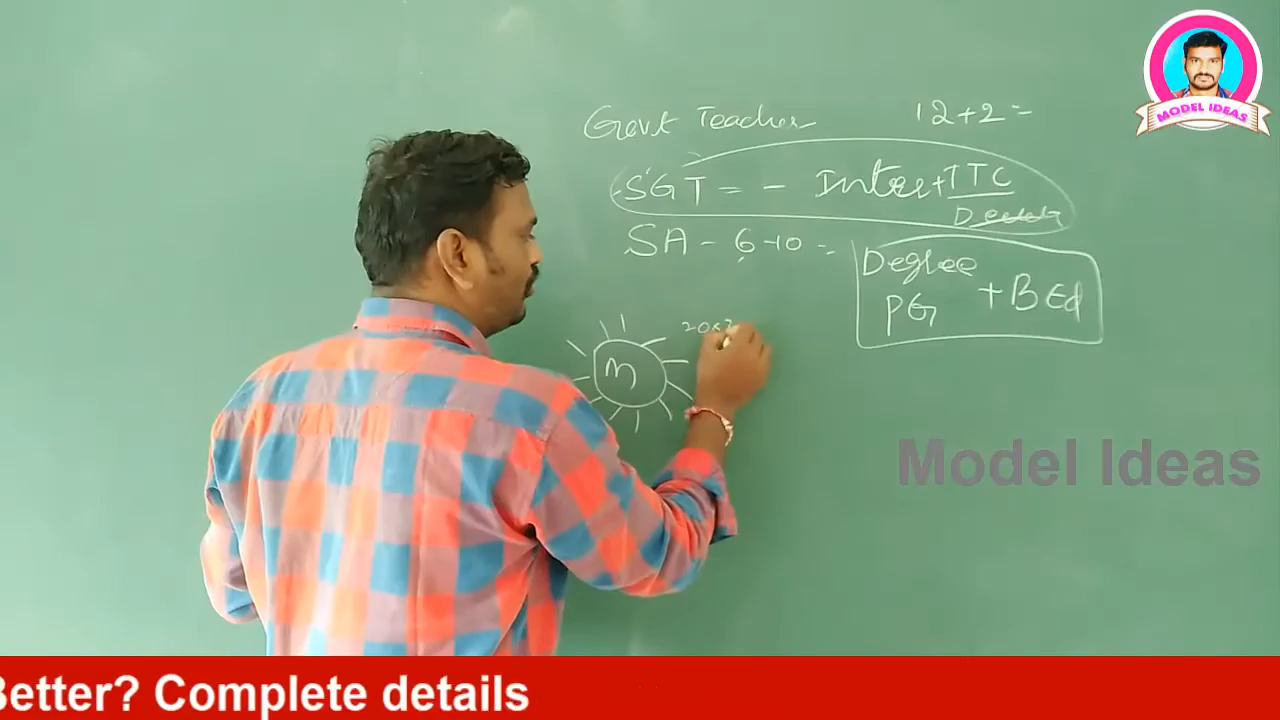 Govt Teacher 12+2=
SGT = - Inter+TTC
SA - 6-10 =
Degree
PG + BEd
M
MODEL IDEAS
Model Ideas
Better? Complete details